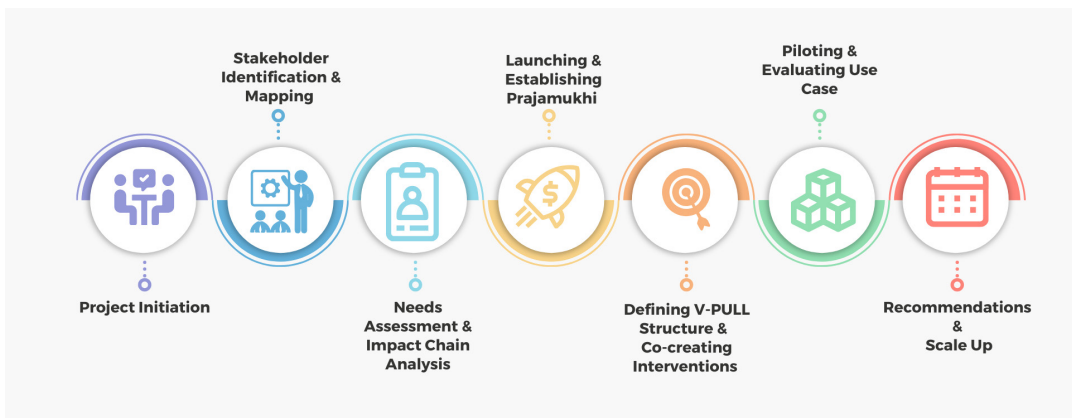 Project Initiation
Stakeholder
Identification &
Mapping
Needs
Assessment &
Impact Chain
Analysis
Launching &
Establishing
Prajamukhi
$
Defining V-PULL
Structure &
Co-creating
Interventions
Piloting &
Evaluating Use
Case
Recommendations
&
Scale Up